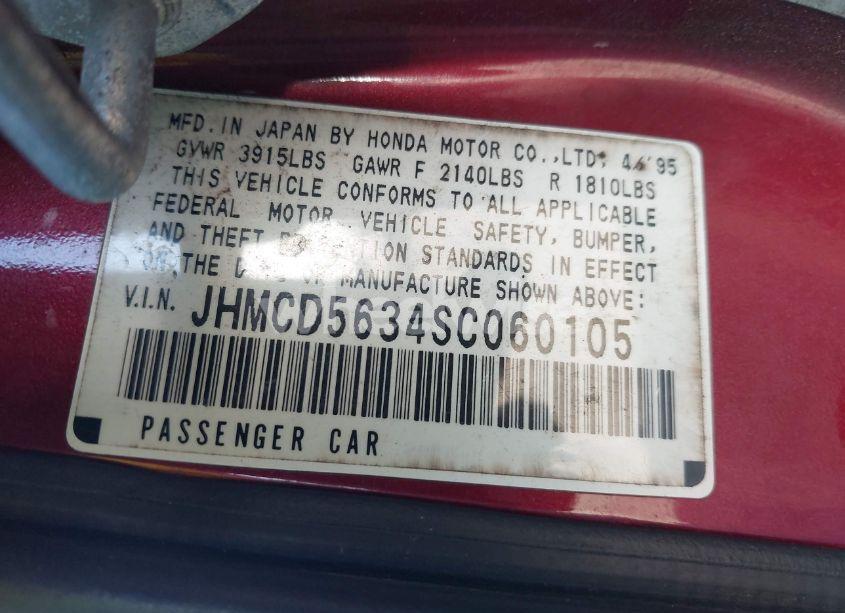 MFD. IN JAPAN BY HONDA MOTOR CO., LTD. 4/'95
GVWR 3915LBS GAWR F 2140LBS R 1810LBS
THIS VEHICLE CONFORMS TO ALL APPLICABLE
FEDERAL MOTOR VEHICLE SAFETY, BUMPER,
AND THEFT STANDARDS IN EFFECT
ON THE MANUFACTURE SHOWN ABOVE:
V.I.N. JHMCD5634SC060105
PASSENGER CAR